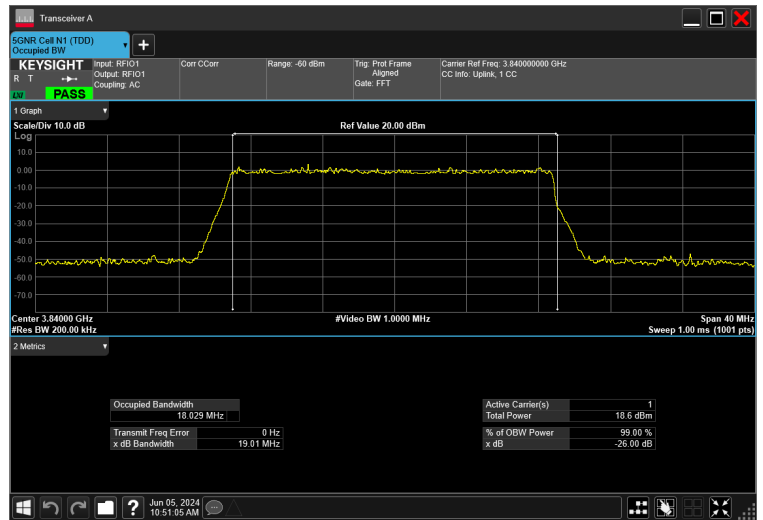 Transceiver A
5GNR Cell N1 (TDD)
Occupied BW
KEYSIGHT
R T
LXI
PASS
Input: RFIO1
Output: RFIO1
Coupling: AC
Corr CCorr
Range: -60 dBm
Trig: Prot Frame
Aligned
Gate: FFT
Carrier Ref Freq: 3.840000000 GHz
CC Info: Uplink, 1 CC
1 Graph
Scale/Div 10.0 dB
Ref Value 20.00 dBm
Log
10.0
0.00
-10.0
-20.0
-30.0
-40.0
-50.0
-60.0
-70.0
Center 3.84000 GHz
#Video BW 1.0000 MHz
Span 40 MHz
#Res BW 200.00 kHz
Sweep 1.00 ms (1001 pts)
2 Metrics
Occupied Bandwidth
18.029 MHz
Transmit Freq Error 0 Hz
x dB Bandwidth 19.01 MHz
Active Carrier(s) 1
Total Power 18.6 dBm
% of OBW Power 99.00 %
x dB -26.00 dB
?
Jun 05, 2024
10:51:05 AM